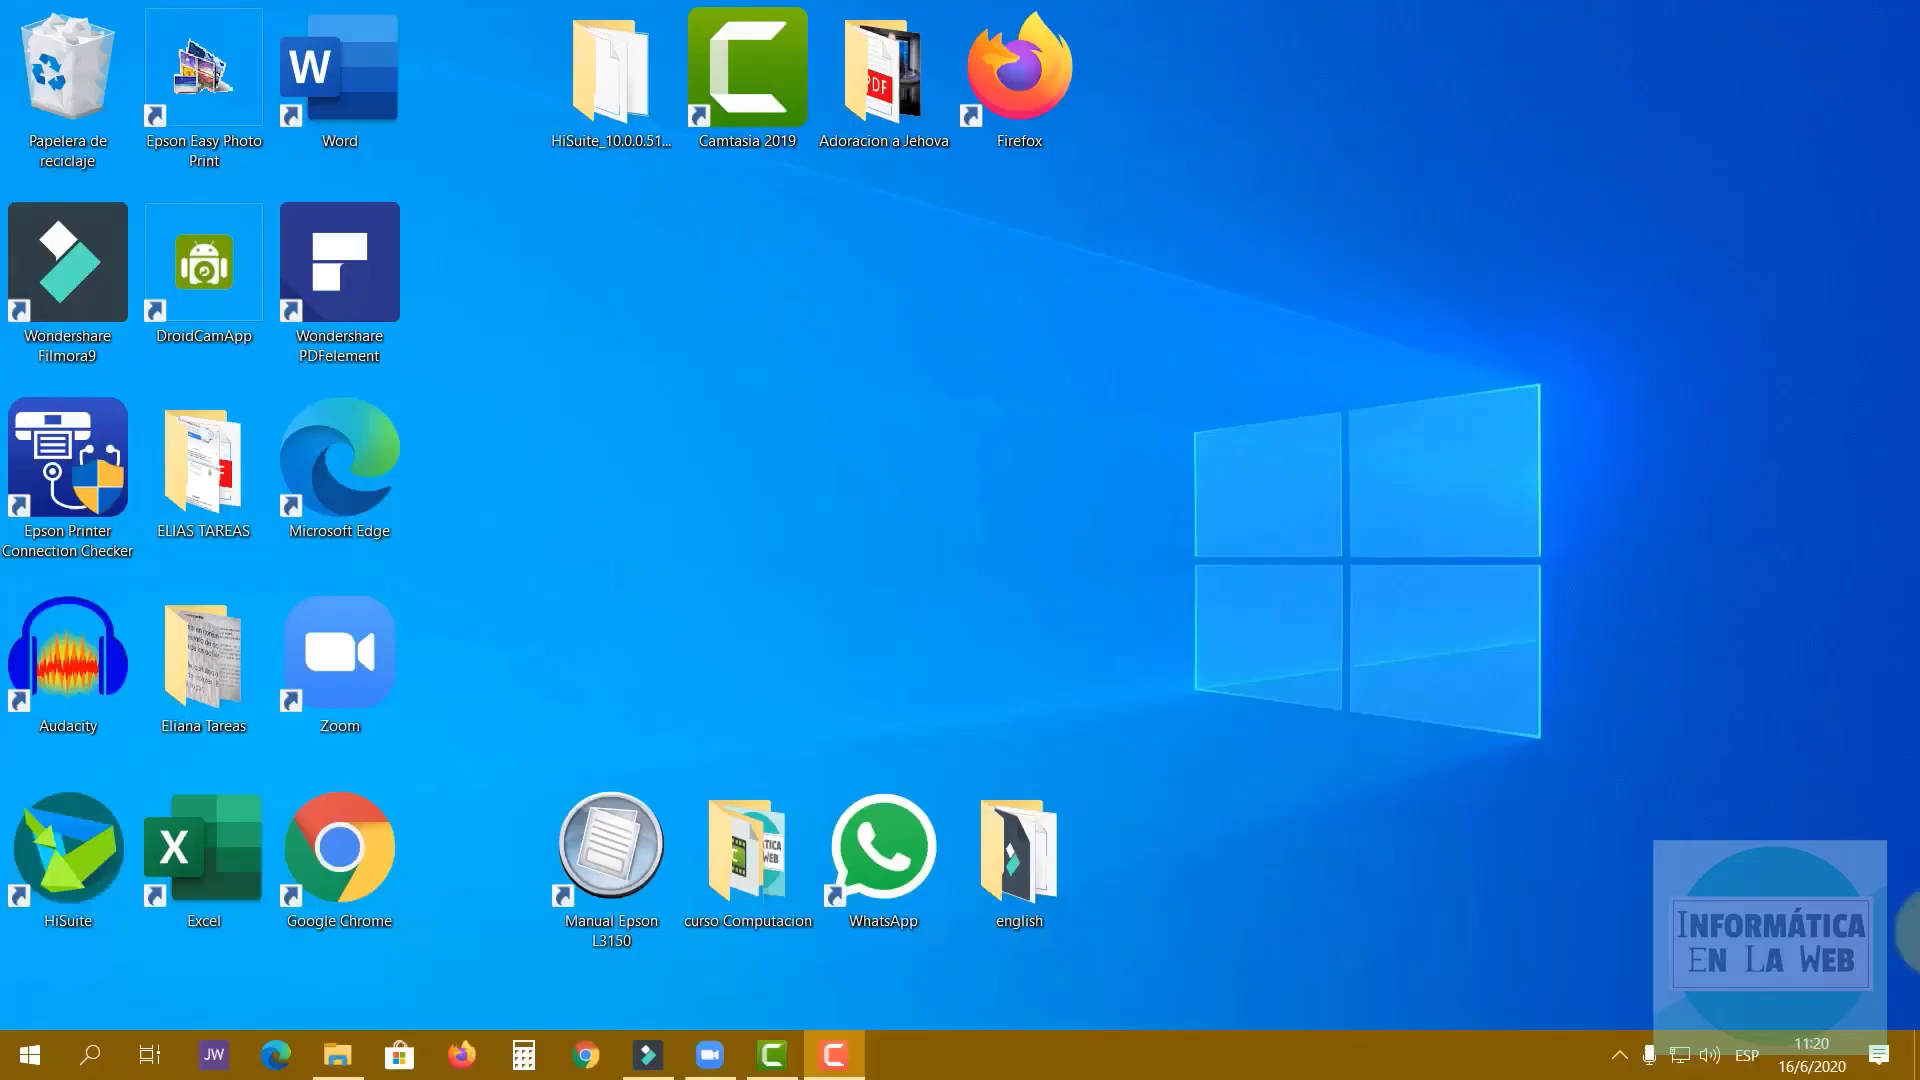 Papelera de
reciclaje
Epson Easy Photo
Print
W
Word
HiSuite_10.0.0.51...
Camtasia 2019
PDF
Adoracion a Jehova
Firefox
Wondershare
Filmora9
DroidCamApp
Wondershare
PDFelement
Epson Printer
Connection Checker
ELIAS TAREAS
Microsoft Edge
Audacity
Eliana Tareas
Zoom
HiSuite
X
Excel
Google Chrome
Manual Epson
L3150
curso Computacion
WhatsApp
english
INFORMÁTICA
EN LA WEB
JW
ESP
11:20
16/6/2020